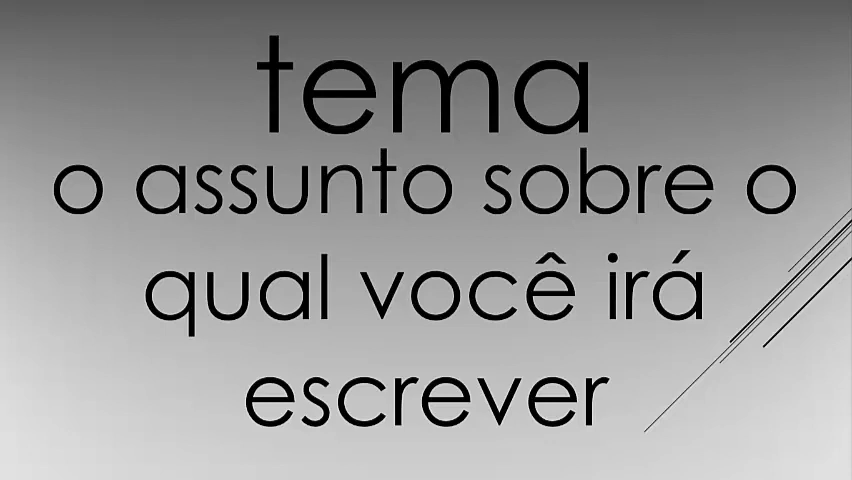 tema
o assunto sobre o
qual você irá
escrever